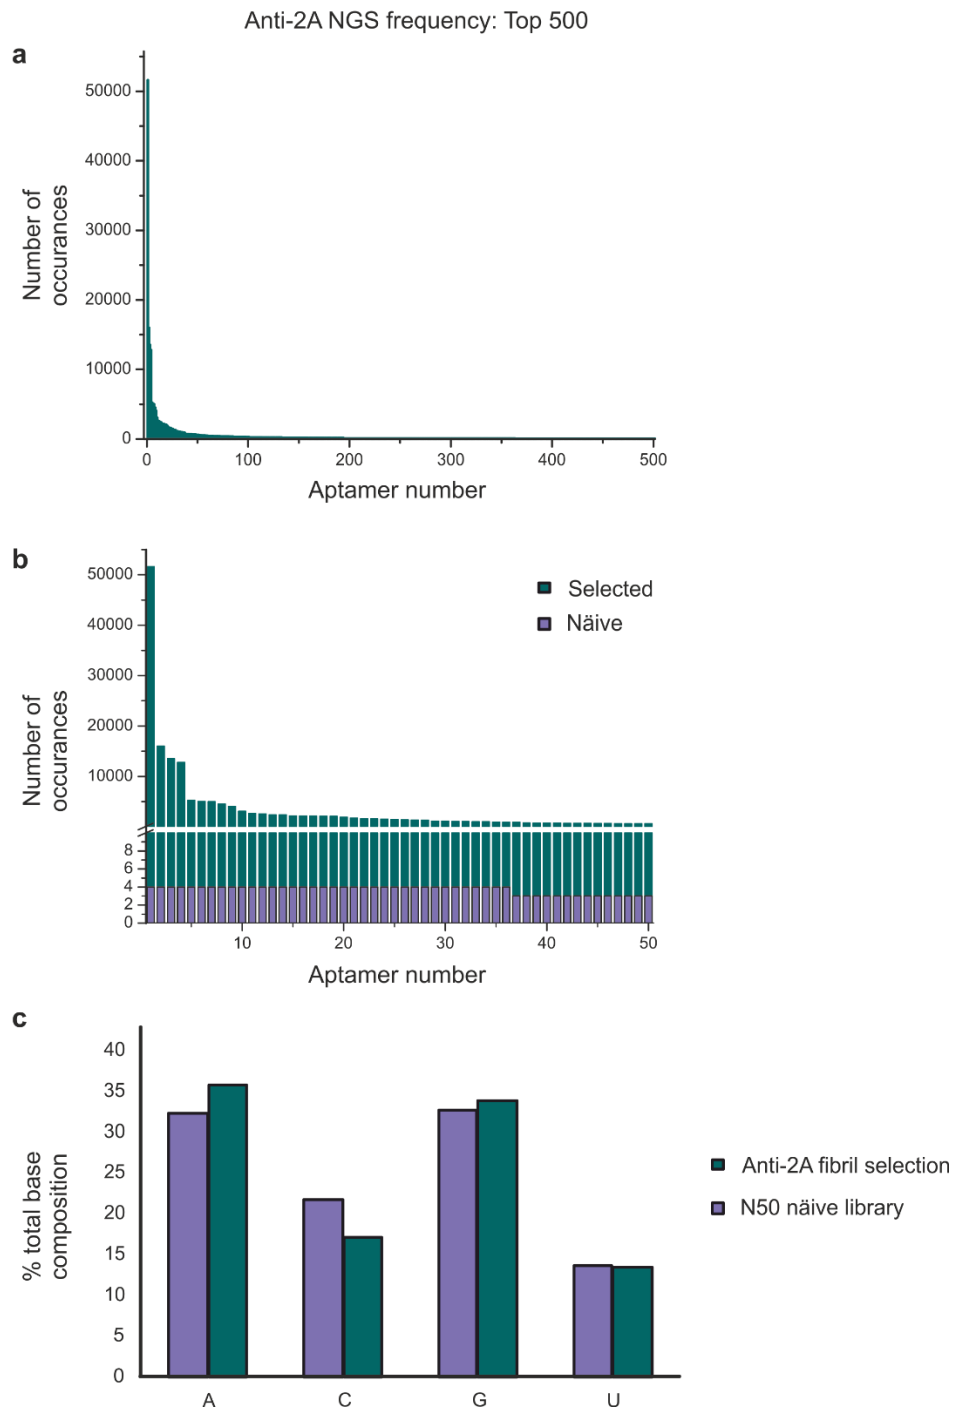 Anti-2A NGS frequency: Top 500
a
Number of
occurances
50000
40000
30000
20000
10000
0
0 100 200 300 400 500
Aptamer number
b
Number of
occurances
50000
40000
30000
20000
10000
8
6
4
2
0
Selected
Näive
10 20 30 40 50
Aptamer number
c
% total base
composition
40
35
30
25
20
15
10
5
0
A C G U
Anti-2A fibril selection
N50 näive library